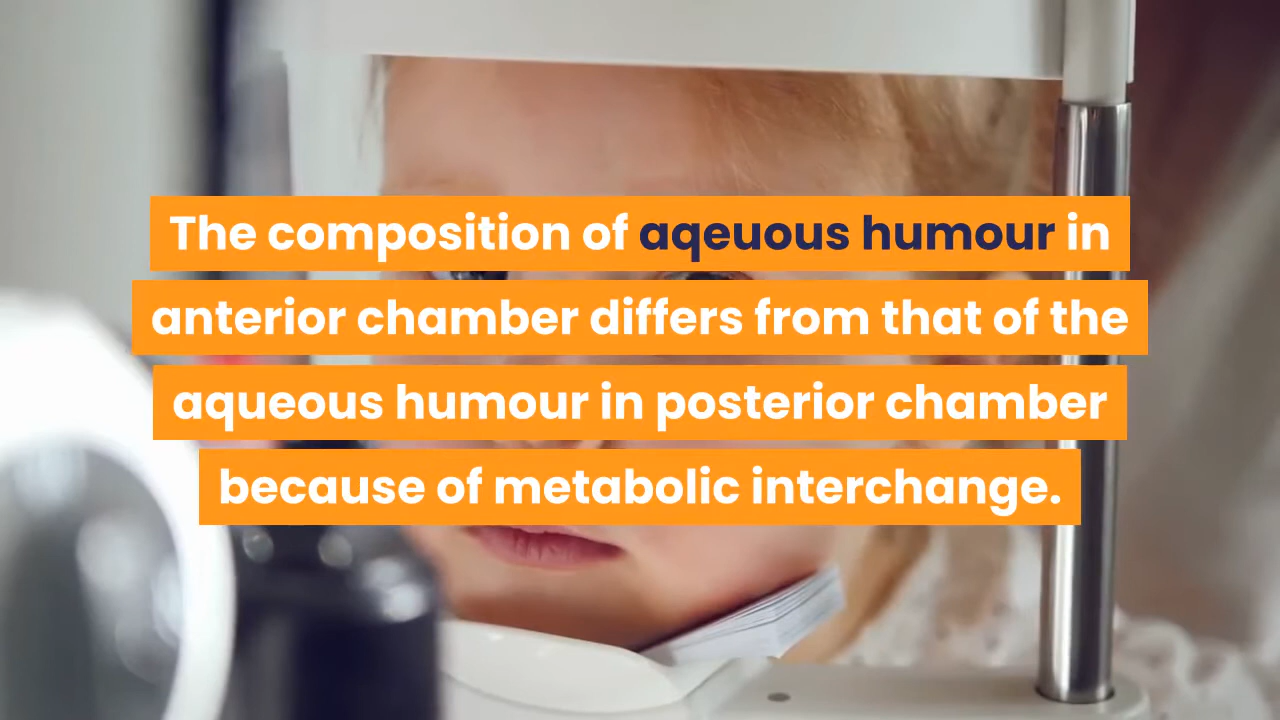 The composition of aqeuous humour in
anterior chamber differs from that of the
aqueous humour in posterior chamber
because of metabolic interchange.